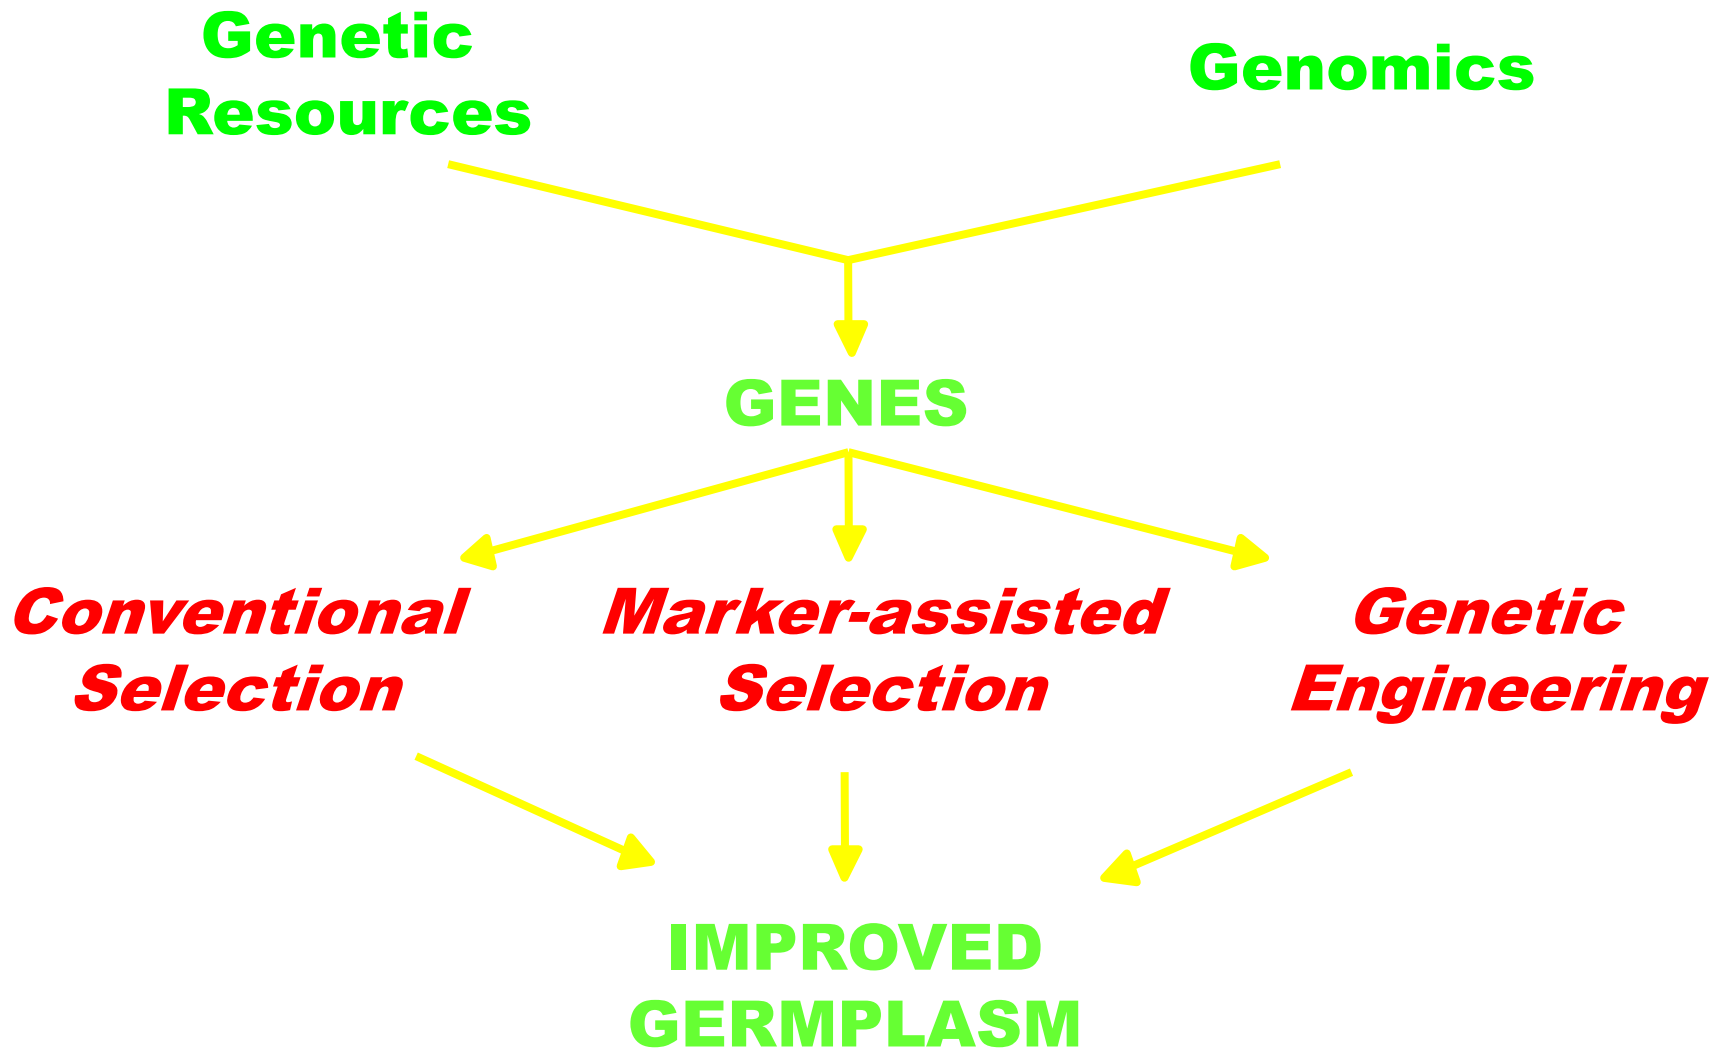 Genetic
Resources
Genomics
GENES
Conventional
Selection
Marker-assisted
Selection
Genetic
Engineering
IMPROVED
GERMPLASM